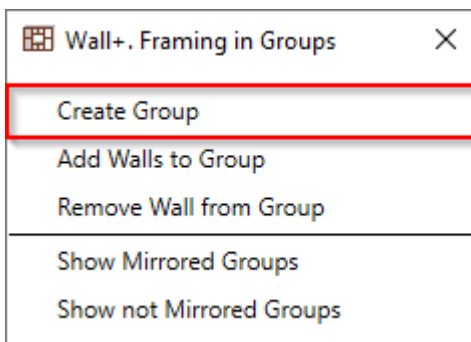 Wall+. Framing in Groups
Create Group
Add Walls to Group
Remove Wall from Group
Show Mirrored Groups
Show not Mirrored Groups